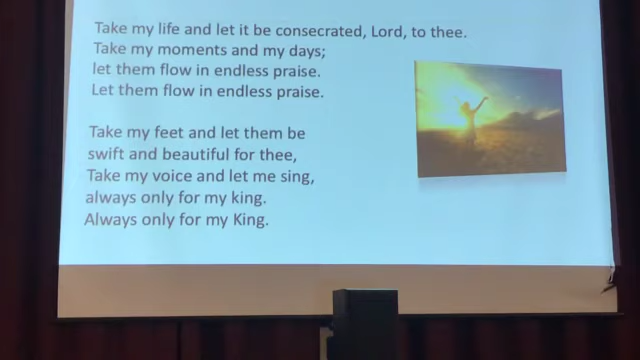 Take my life and let it be consecrated, Lord, to thee.
Take my moments and my days;
let them flow in endless praise.
Let them flow in endless praise.
Take my feet and let them be
swift and beautiful for thee,
Take my voice and let me sing,
always only for my king.
Always only for my King.